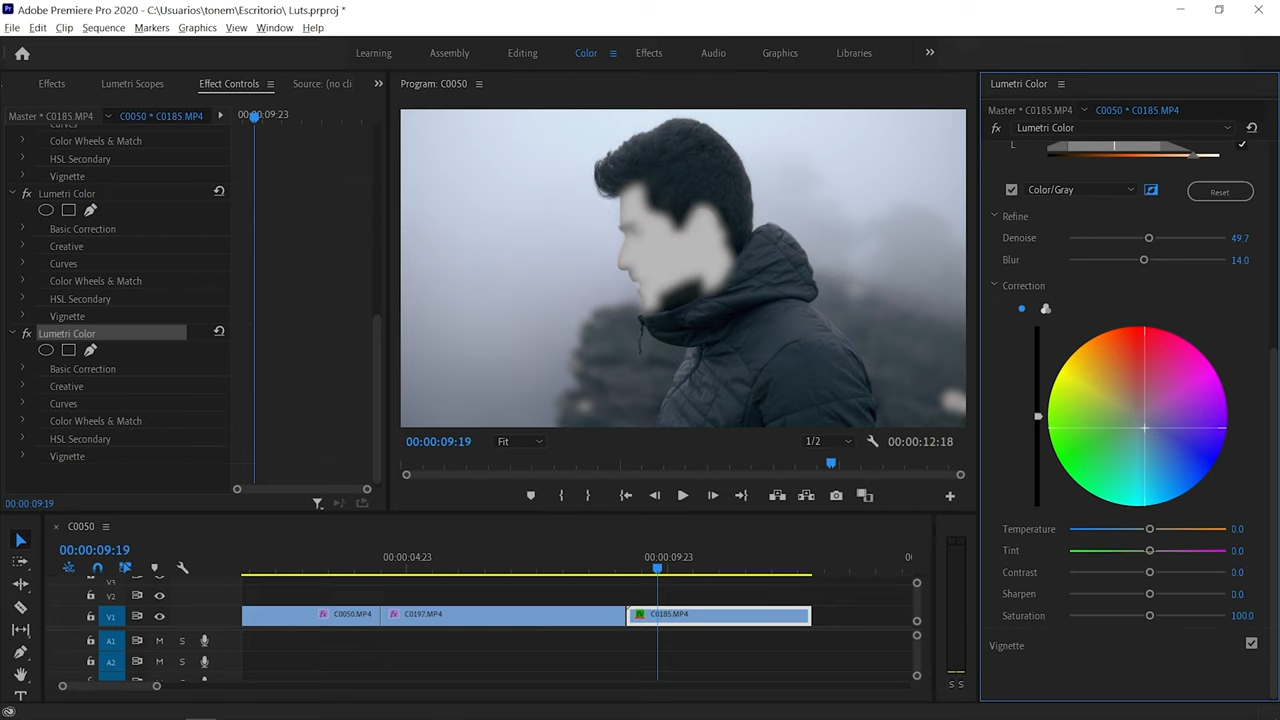 Adobe Premiere Pro 2020 - C:\Usuarios\tonem\Escritorio\ Luts.prproj *
File Edit Clip Sequence Markers Graphics View Window Help
Learning Assembly Editing Color Effects Audio Graphics Libraries
Effects Lumetri Scopes Effect Controls Source: (no cli
Master * C0185.MP4 C0050 * C0185.MP4
00:00:09:23
Curves
Color Wheels & Match
HSL Secondary
Vignette
fx Lumetri Color
Basic Correction
Creative
Curves
Color Wheels & Match
HSL Secondary
Vignette
fx Lumetri Color
Basic Correction
Creative
Curves
Color Wheels & Match
HSL Secondary
Vignette
00:00:09:19
Program: C0050
00:00:09:19 Fit 1/2 00:00:12:18
Lumetri Color
Master * C0185.MP4 C0050 * C0185.MP4
fx Lumetri Color
L
Color/Gray Reset
Refine
Denoise 49.7
Blur 14.0
Correction
Temperature 0.0
Tint 0.0
Contrast 0.0
Sharpen 0.0
Saturation 100.0
Vignette
× C0050
00:00:09:19
00:00:04:23 00:00:09:23 00
V3
V2
V1 fx C0050.MP4 fx C0197.MP4 fx C0185.MP4
A1 M S
A2 M S
S S